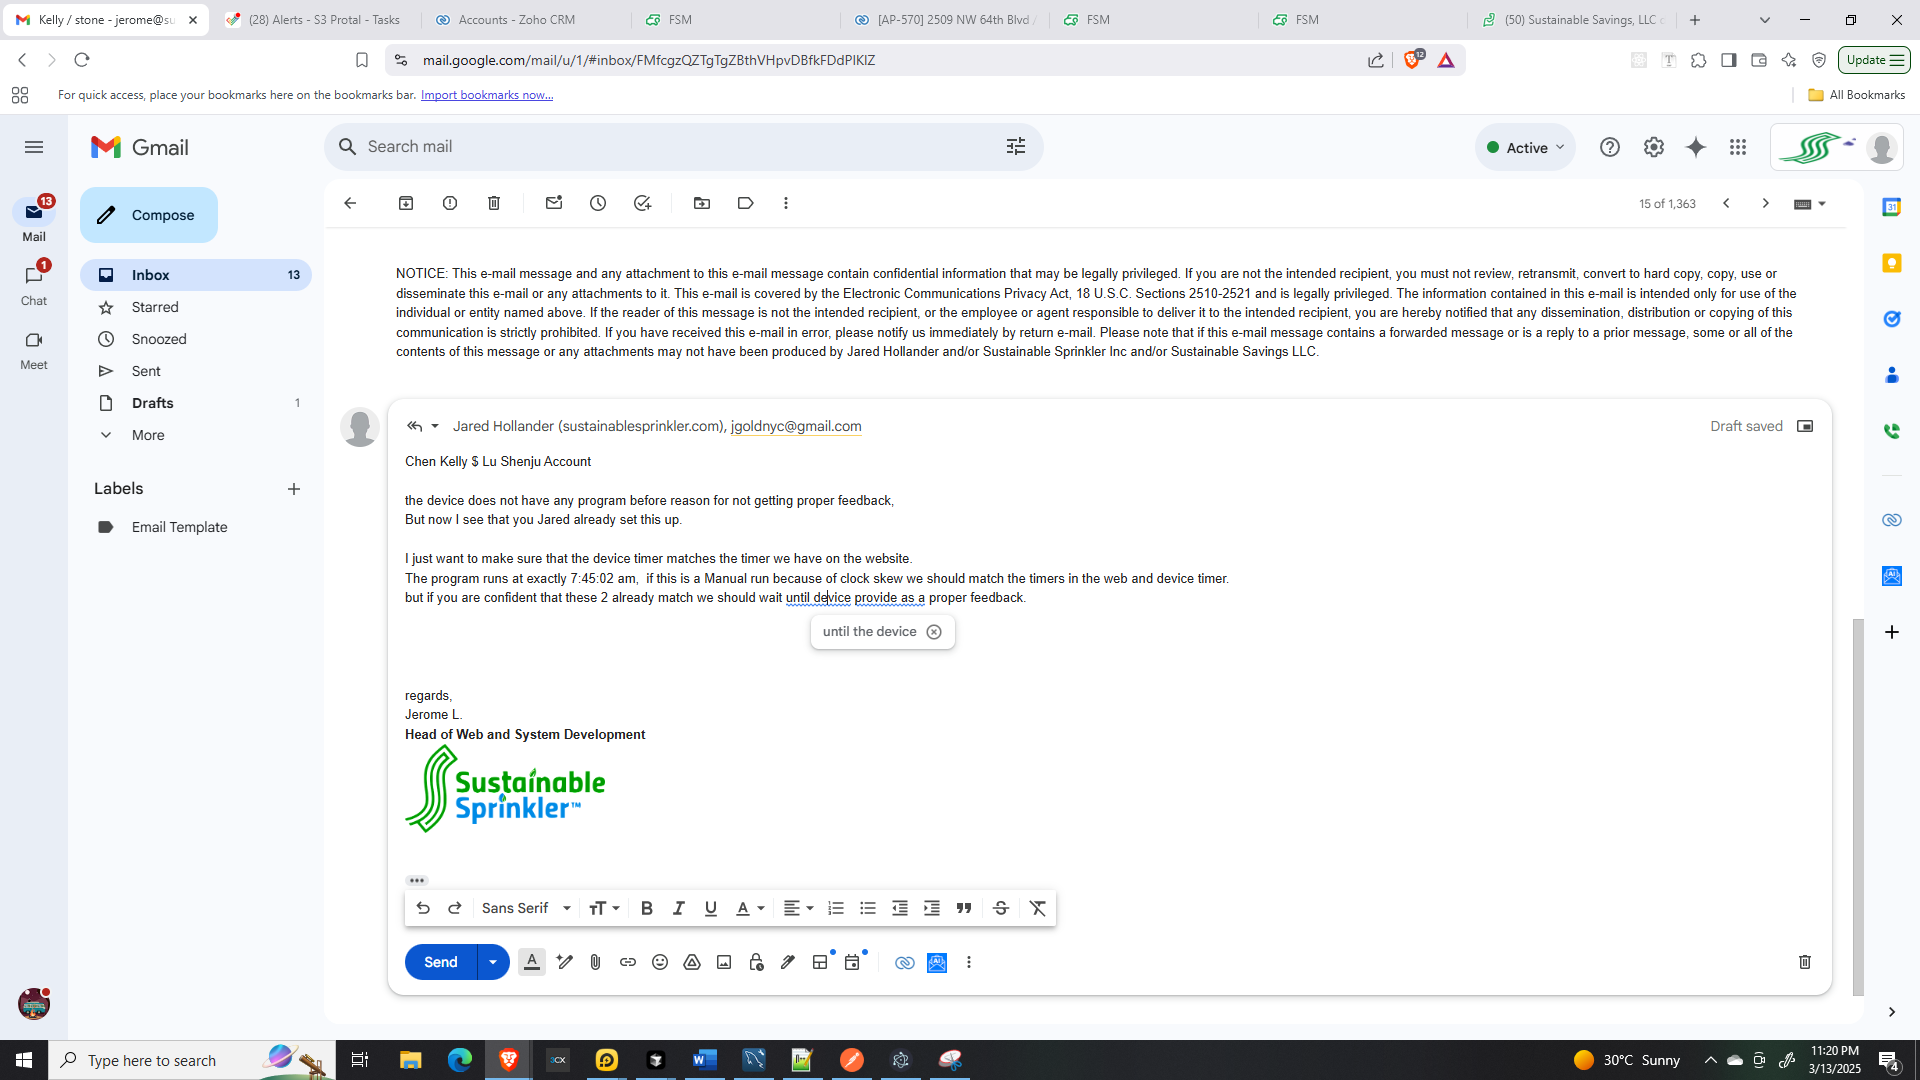 Kelly / stone - jerome@su
(28) Alerts - S3 Protal - Tasks
Accounts - Zoho CRM
FSM
[AP-570] 2509 NW 64th Blvd
FSM
FSM
(50) Sustainable Savings, LLC
mail.google.com/mail/u/1/#inbox/FMfcgzQZTgTgZBthVHpvDBfkFDdPlKlZ
12
Update
For quick access, place your bookmarks here on the bookmarks bar. Import bookmarks now...
All Bookmarks
Gmail
Search mail
Active
13
Mail
Compose
15 of 1,363
1
Chat
Meet
Inbox 13
Starred
Snoozed
Sent
Drafts 1
More
Labels
Email Template
31
NOTICE: This e-mail message and any attachment to this e-mail message contain confidential information that may be legally privileged. If you are not the intended recipient, you must not review, retransmit, convert to hard copy, copy, use or
disseminate this e-mail or any attachments to it. This e-mail is covered by the Electronic Communications Privacy Act, 18 U.S.C. Sections 2510-2521 and is legally privileged. The information contained in this e-mail is intended only for use of the
individual or entity named above. If the reader of this message is not the intended recipient, or the employee or agent responsible to deliver it to the intended recipient, you are hereby notified that any dissemination, distribution or copying of this
communication is strictly prohibited. If you have received this e-mail in error, please notify us immediately by return e-mail. Please note that if this e-mail message contains a forwarded message or is a reply to a prior message, some or all of the
contents of this message or any attachments may not have been produced by Jared Hollander and/or Sustainable Sprinkler Inc and/or Sustainable Savings LLC.
Jared Hollander (sustainablesprinkler.com), jgoldnyc@gmail.com
Draft saved
Chen Kelly $ Lu Shenju Account
the device does not have any program before reason for not getting proper feedback,
But now I see that you Jared already set this up.
I just want to make sure that the device timer matches the timer we have on the website.
The program runs at exactly 7:45:02 am,  if this is a Manual run because of clock skew we should match the timers in the web and device timer.
but if you are confident that these 2 already match we should wait until device provide as a proper feedback.
until the device
regards,
Jerome L.
Head of Web and System Development
Sustainable
Sprinkler™
Sans Serif
Send
Type here to search
30°C Sunny
11:20 PM
3/13/2025
4